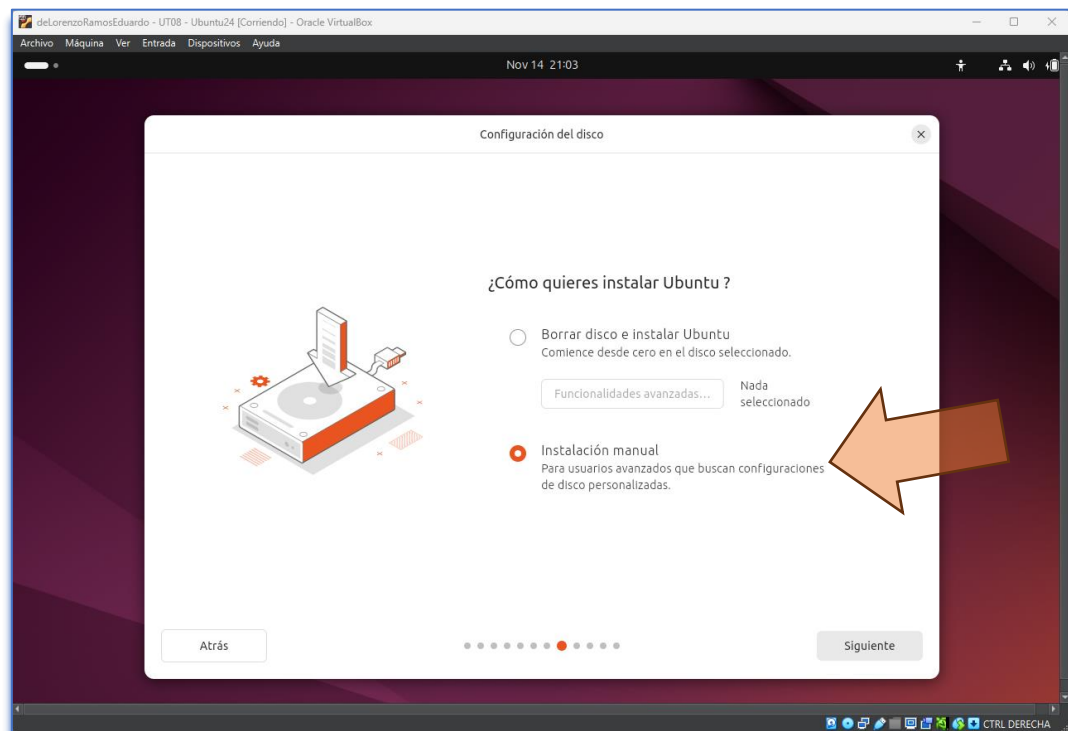 deLorenzoRamosEduardo - UT08 - Ubuntu24 [Corriendo] - Oracle VirtualBox
Archivo Máquina Ver Entrada Dispositivos Ayuda
Nov 14 21:03
Configuración del disco
¿Cómo quieres instalar Ubuntu ?
Borrar disco e instalar Ubuntu
Comience desde cero en el disco seleccionado.
Funcionalidades avanzadas...
Nada
seleccionado
Instalación manual
Para usuarios avanzados que buscan configuraciones
de disco personalizadas.
Atrás
Siguiente
CTRL DERECHA